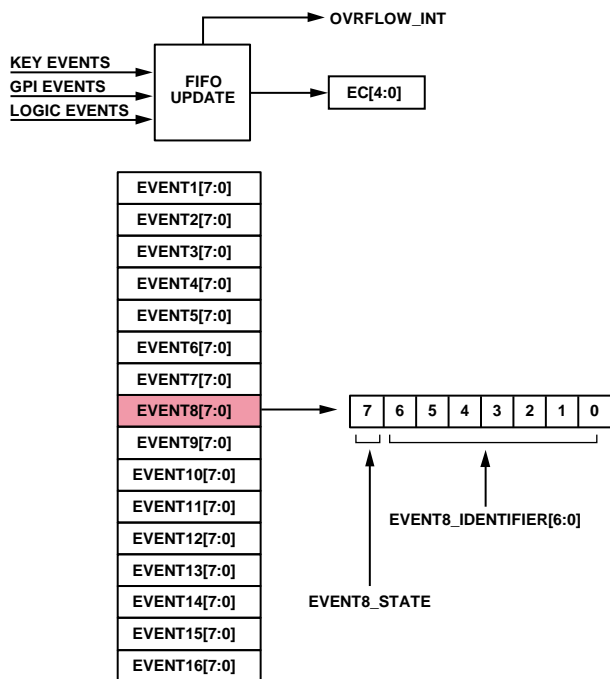 OVRFLOW_INT
KEY EVENTS
GPI EVENTS
LOGIC EVENTS
FIFO
UPDATE
EC[4:0]
EVENT1[7:0]
EVENT2[7:0]
EVENT3[7:0]
EVENT4[7:0]
EVENT5[7:0]
EVENT6[7:0]
EVENT7[7:0]
EVENT8[7:0]
7 6 5 4 3 2 1 0
EVENT9[7:0]
EVENT10[7:0]
EVENT11[7:0]
EVENT12[7:0]
EVENT13[7:0]
EVENT14[7:0]
EVENT15[7:0]
EVENT16[7:0]
EVENT8_IDENTIFIER[6:0]
EVENT8_STATE